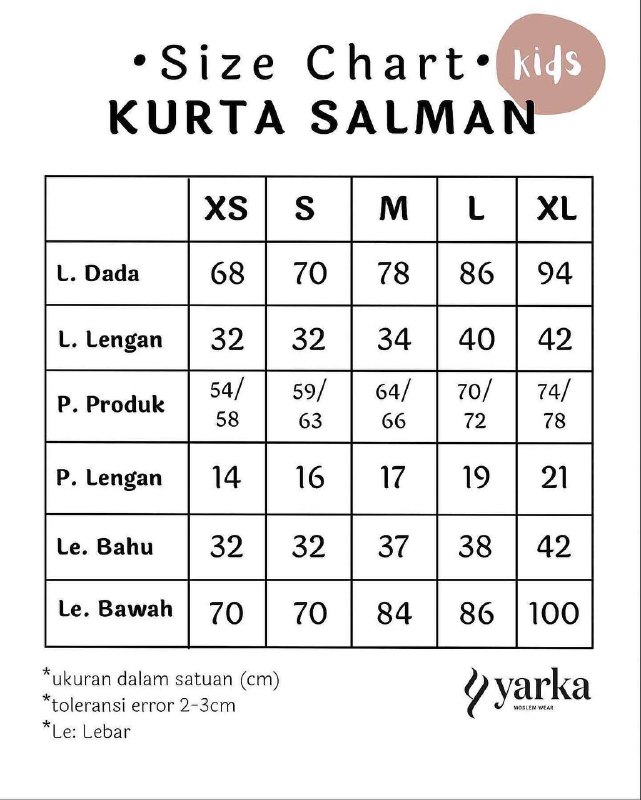 •Size Chart•
kids
KURTA SALMAN
XS S M L XL
L. Dada 68 70 78 86 94
L. Lengan 32 32 34 40 42
P. Produk 54/58 59/63 64/66 70/72 74/78
P. Lengan 14 16 17 19 21
Le. Bahu 32 32 37 38 42
Le. Bawah 70 70 84 86 100
*ukuran dalam satuan (cm)
*toleransi error 2-3cm
*Le: Lebar
yarka
MOSLEM WEAR